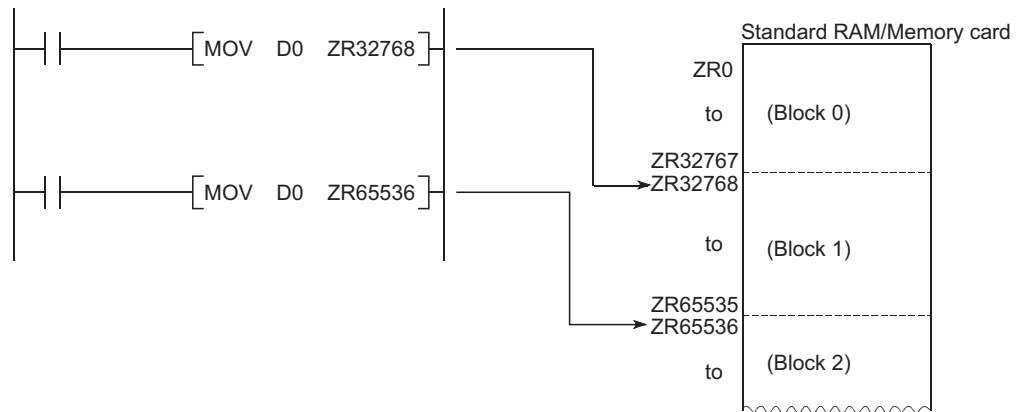 Standard RAM/Memory card
MOV D0 ZR32768
ZR0
to
(Block 0)
ZR32767
ZR32768
MOV D0 ZR65536
to
(Block 1)
ZR65535
ZR65536
to
(Block 2)